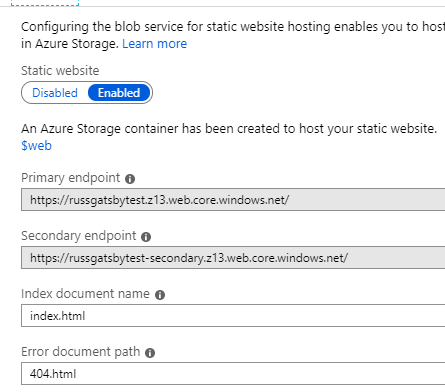 Configuring the blob service for static website hosting enables you to host
in Azure Storage. Learn more
Static website
Disabled Enabled
An Azure Storage container has been created to host your static website.
$web
Primary endpoint
https://russgatsbytest.z13.web.core.windows.net/
Secondary endpoint
https://russgatsbytest-secondary.z13.web.core.windows.net/
Index document name
index.html
Error document path
404.html